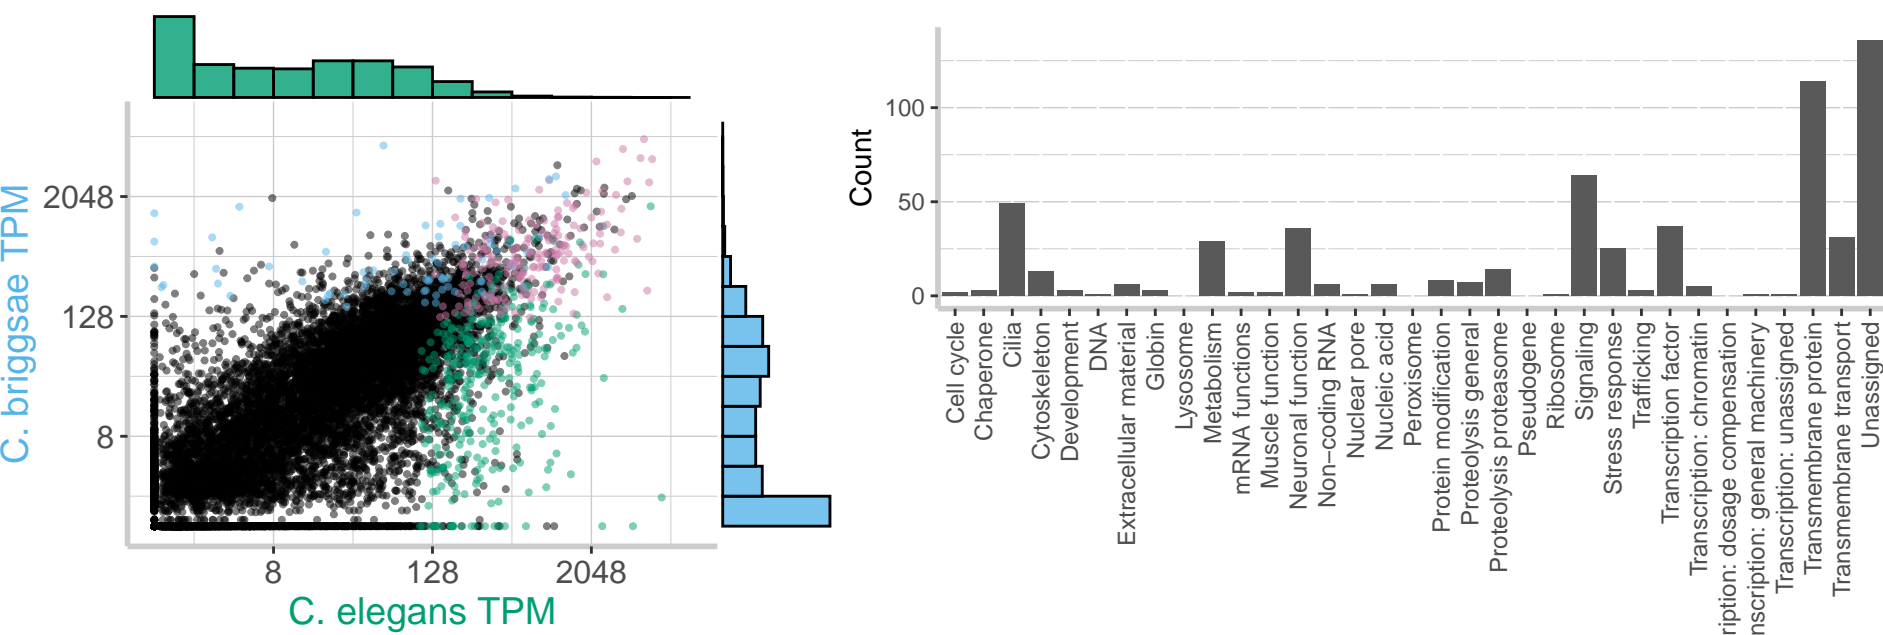 C. briggsae TPM
2048
128
8
8
128
2048
C. elegans TPM
Count
100
50
0
Cell cycle
Chaperone
Cilia
Cytoskeleton
Development
DNA
Extracellular material
Globin
Lysosome
Metabolism
mRNA functions
Muscle function
Neuronal function
Non−coding RNA
Nuclear pore
Nucleic acid
Peroxisome
Protein modification
Proteolysis general
Proteolysis proteasome
Pseudogene
Ribosome
Signaling
Stress response
Trafficking
Transcription factor
Transcription: chromatin
ription: dosage compensation
nscription: general machinery
Transcription: unassigned
Transmembrane protein
Transmembrane transport
Unassigned